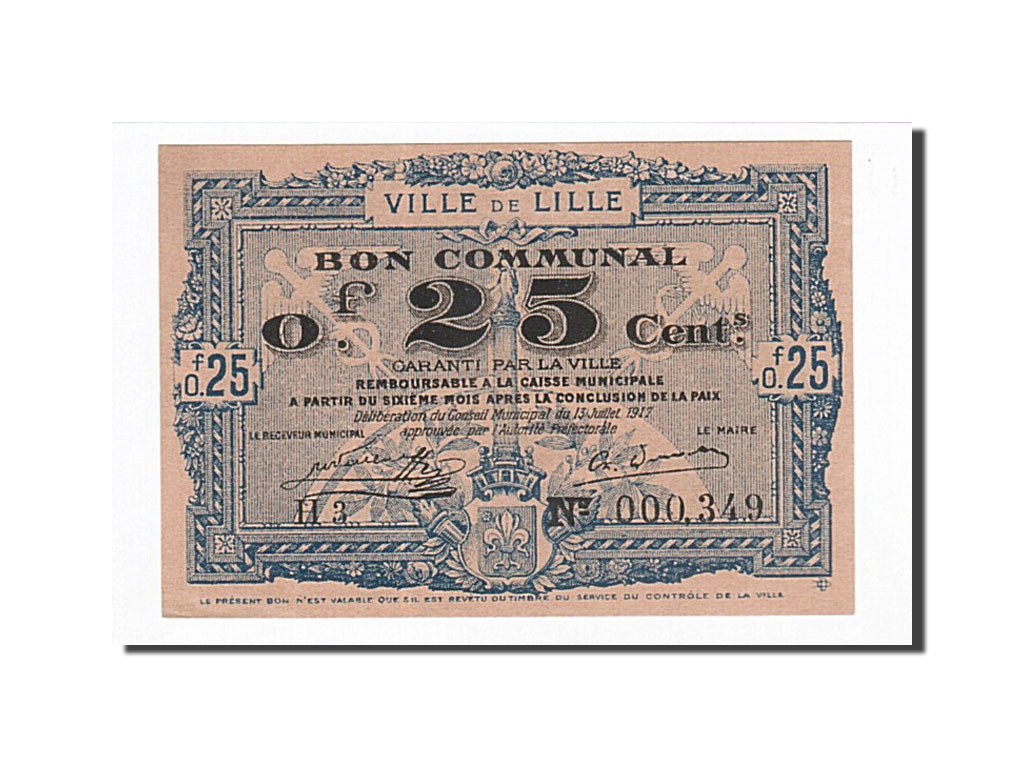 VILLE DE LILLE
BON COMMUNAL
0f 25 Cent.s
f 0.25
f 0.25
GARANTI PAR LA VILLE
REMBOURSABLE A LA CAISSE MUNICIPALE
A PARTIR DU SIXIÈME MOIS APRÈS LA CONCLUSION DE LA PAIX
Délibération du Conseil Municipal du 13 Juillet 1917
approuvée par l'Autorité Préfectorale
LE RECEVEUR MUNICIPAL
LE MAIRE
H 3
No 000,349
LE PRÉSENT BON N'EST VALABLE QUE S'IL EST REVÊTU DU TIMBRE DU SERVICE DU CONTRÔLE DE LA VILLE